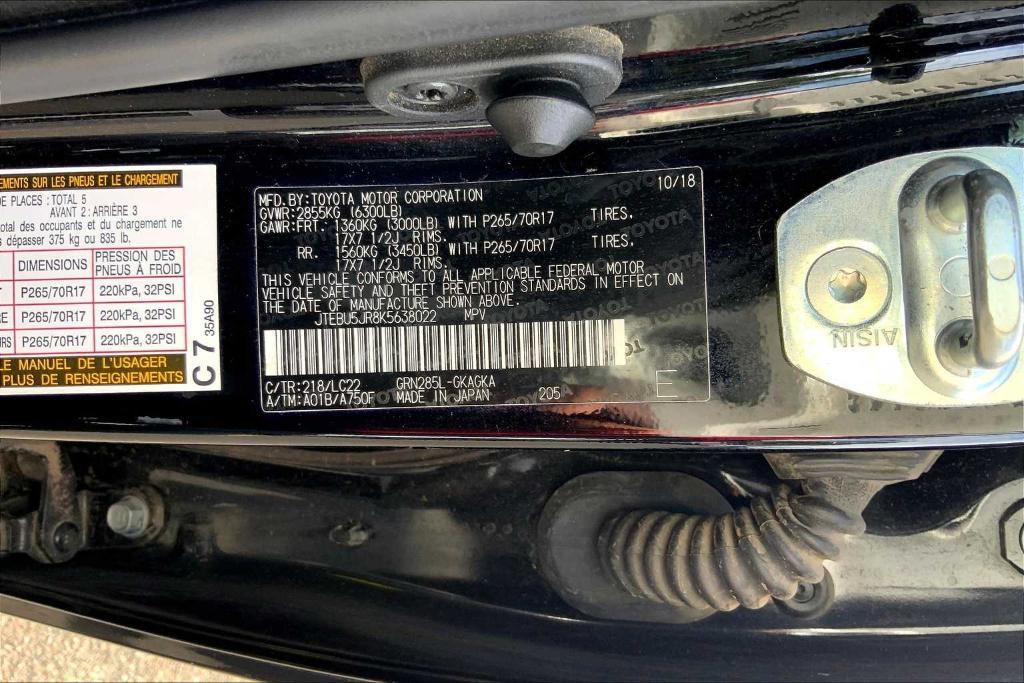 EMENTS SUR LES PNEUS ET LE CHARGEMENT
DE PLACES : TOTAL 5
AVANT 2 : ARRIÈRE 3
total des occupants et du chargement ne
dépasser 375 kg ou 835 lb.
DIMENSIONS PRESSION DES PNEUS À FROID
P265/70R17 220kPa, 32PSI
P265/70R17 220kPa, 32PSI
P265/70R17 220kPa, 32PSI
LE MANUEL DE L'USAGER
PLUS DE RENSEIGNEMENTS
C7 35A90
MFD.BY:TOYOTA MOTOR CORPORATION 10/18
GVWR:2855KG (6300LB)
GAWR:FRT. 1360KG (3000LB) WITH P265/70R17 TIRES,
17X7 1/2J RIMS.
RR. 1560KG (3450LB) WITH P265/70R17 TIRES,
17X7 1/2J RIMS.
THIS VEHICLE CONFORMS TO ALL APPLICABLE FEDERAL MOTOR
VEHICLE SAFETY AND THEFT PREVENTION STANDARDS IN EFFECT ON
THE DATE OF MANUFACTURE SHOWN ABOVE.
JTEBU5JR8K5638022 MPV
C/TR:218/LC22 GRN285L-GKAGKA
A/TM:A01B/A750F MADE IN JAPAN 205 E
AISIN